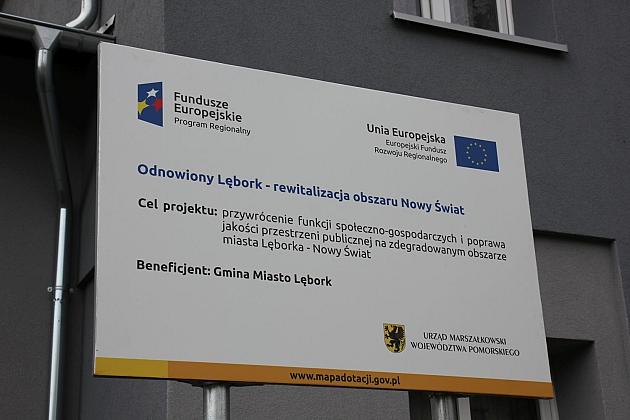 Fundusze
Europejskie
Program Regionalny
Unia Europejska
Europejski Fundusz
Rozwoju Regionalnego
Odnowiony Lębork - rewitalizacja obszaru Nowy Świat
Cel projektu: przywrócenie funkcji społeczno-gospodarczych i poprawa
jakości przestrzeni publicznej na zdegradowanym obszarze
miasta Lęborka - Nowy Świat
Beneficjent: Gmina Miasto Lębork
URZĄD MARSZAŁKOWSKI
WOJEWÓDZTWA POMORSKIEGO
www.mapadotacji.gov.pl